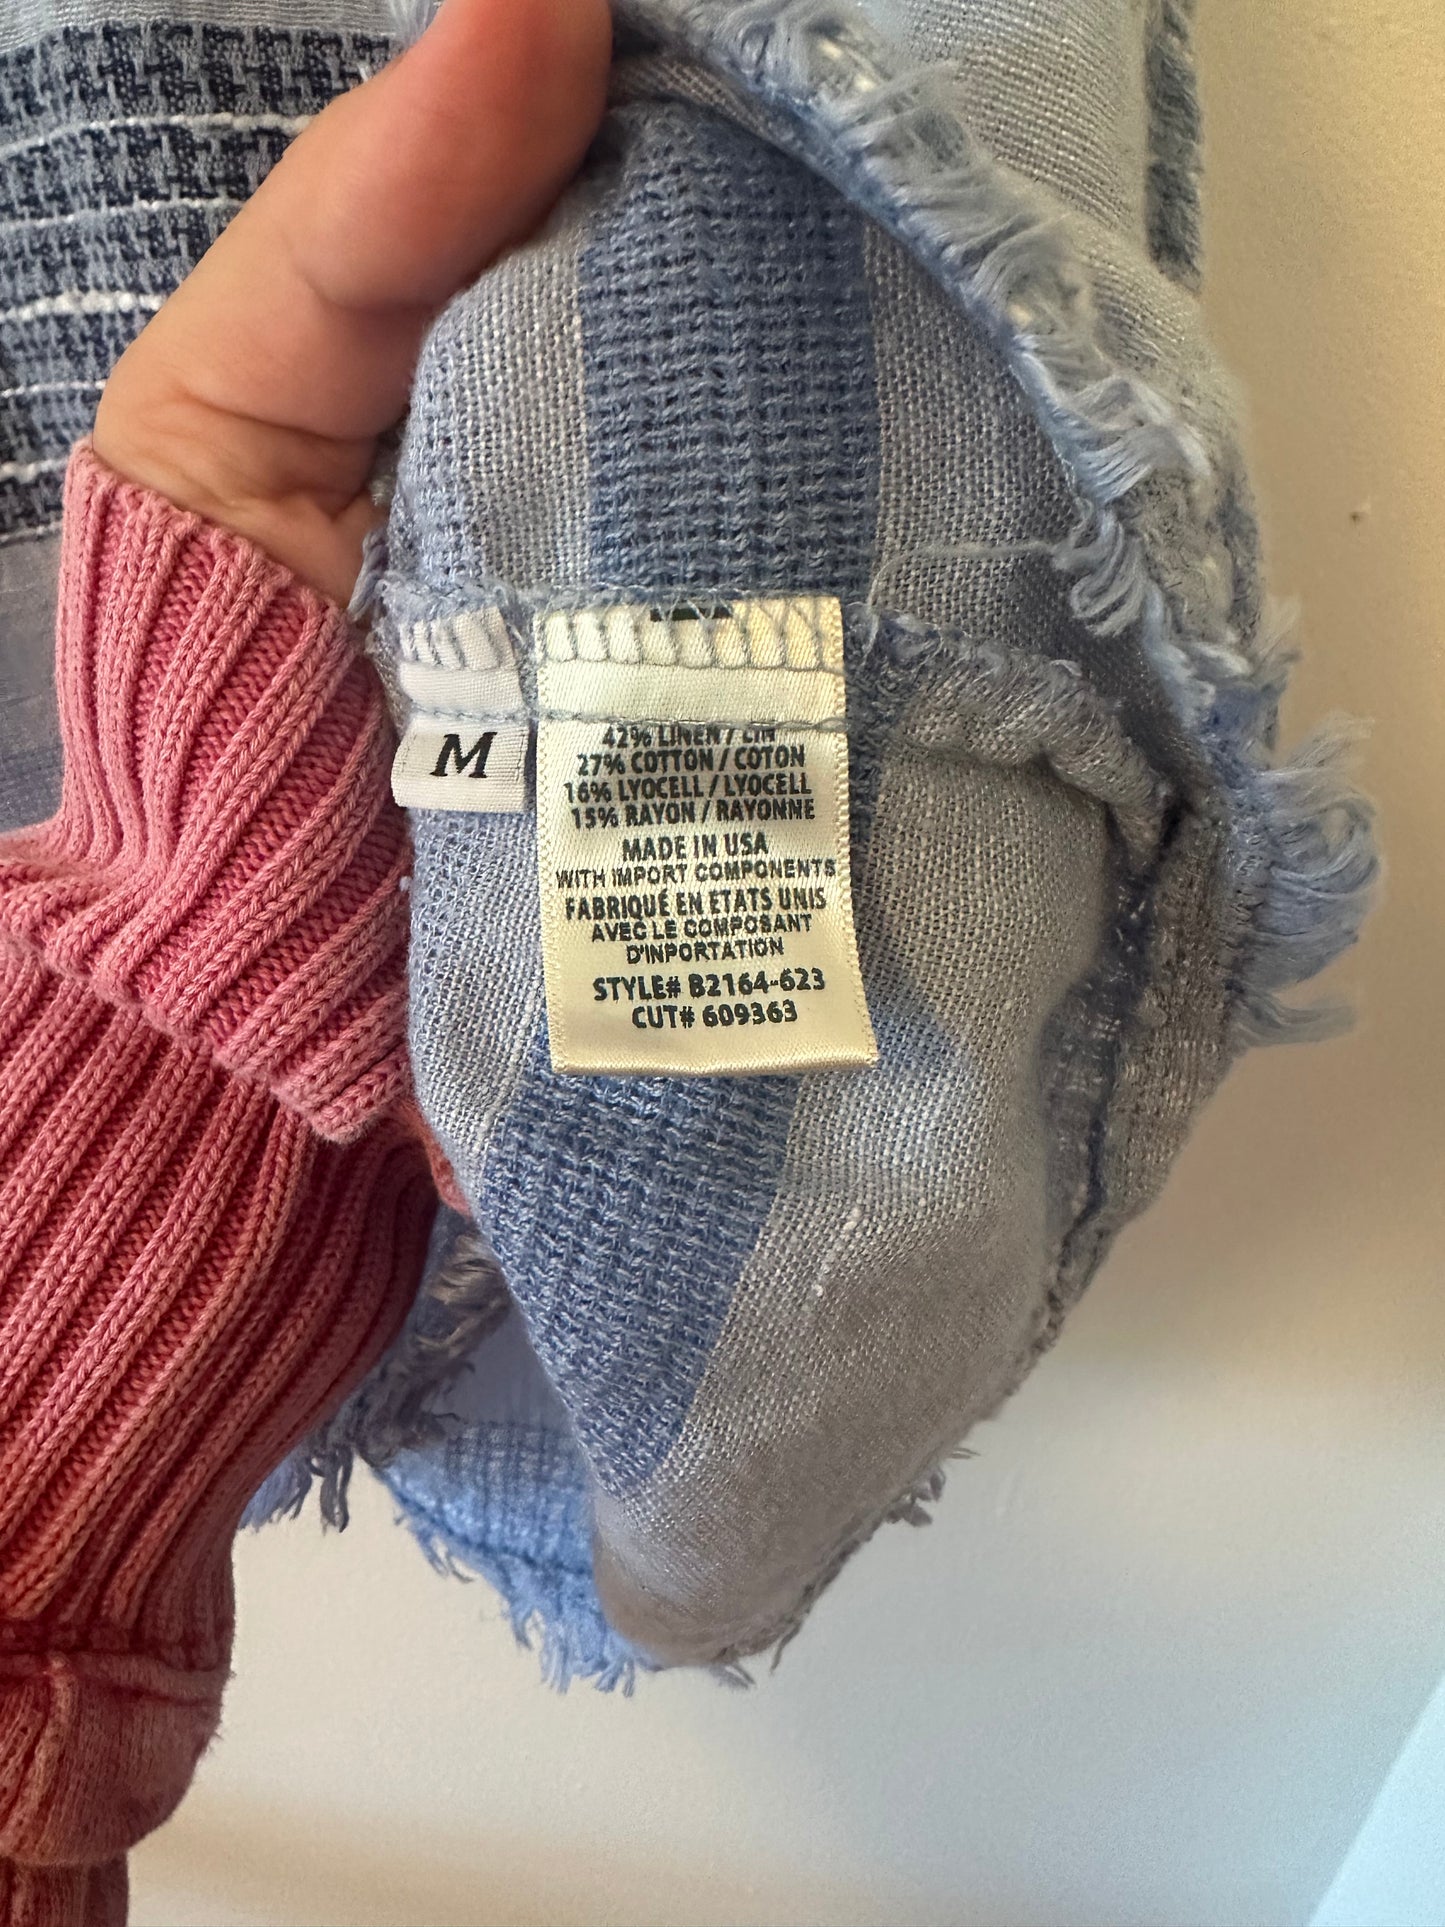 M
42% LINEN / LIN
27% COTTON / COTON
16% LYOCELL / LYOCELL
15% RAYON / RAYONNE
MADE IN USA
WITH IMPORT COMPONENTS
FABRIQUÉ EN ETATS UNIS
AVEC LE COMPOSANT
D'INPORTATION
STYLE# B2164-623
CUT# 609363